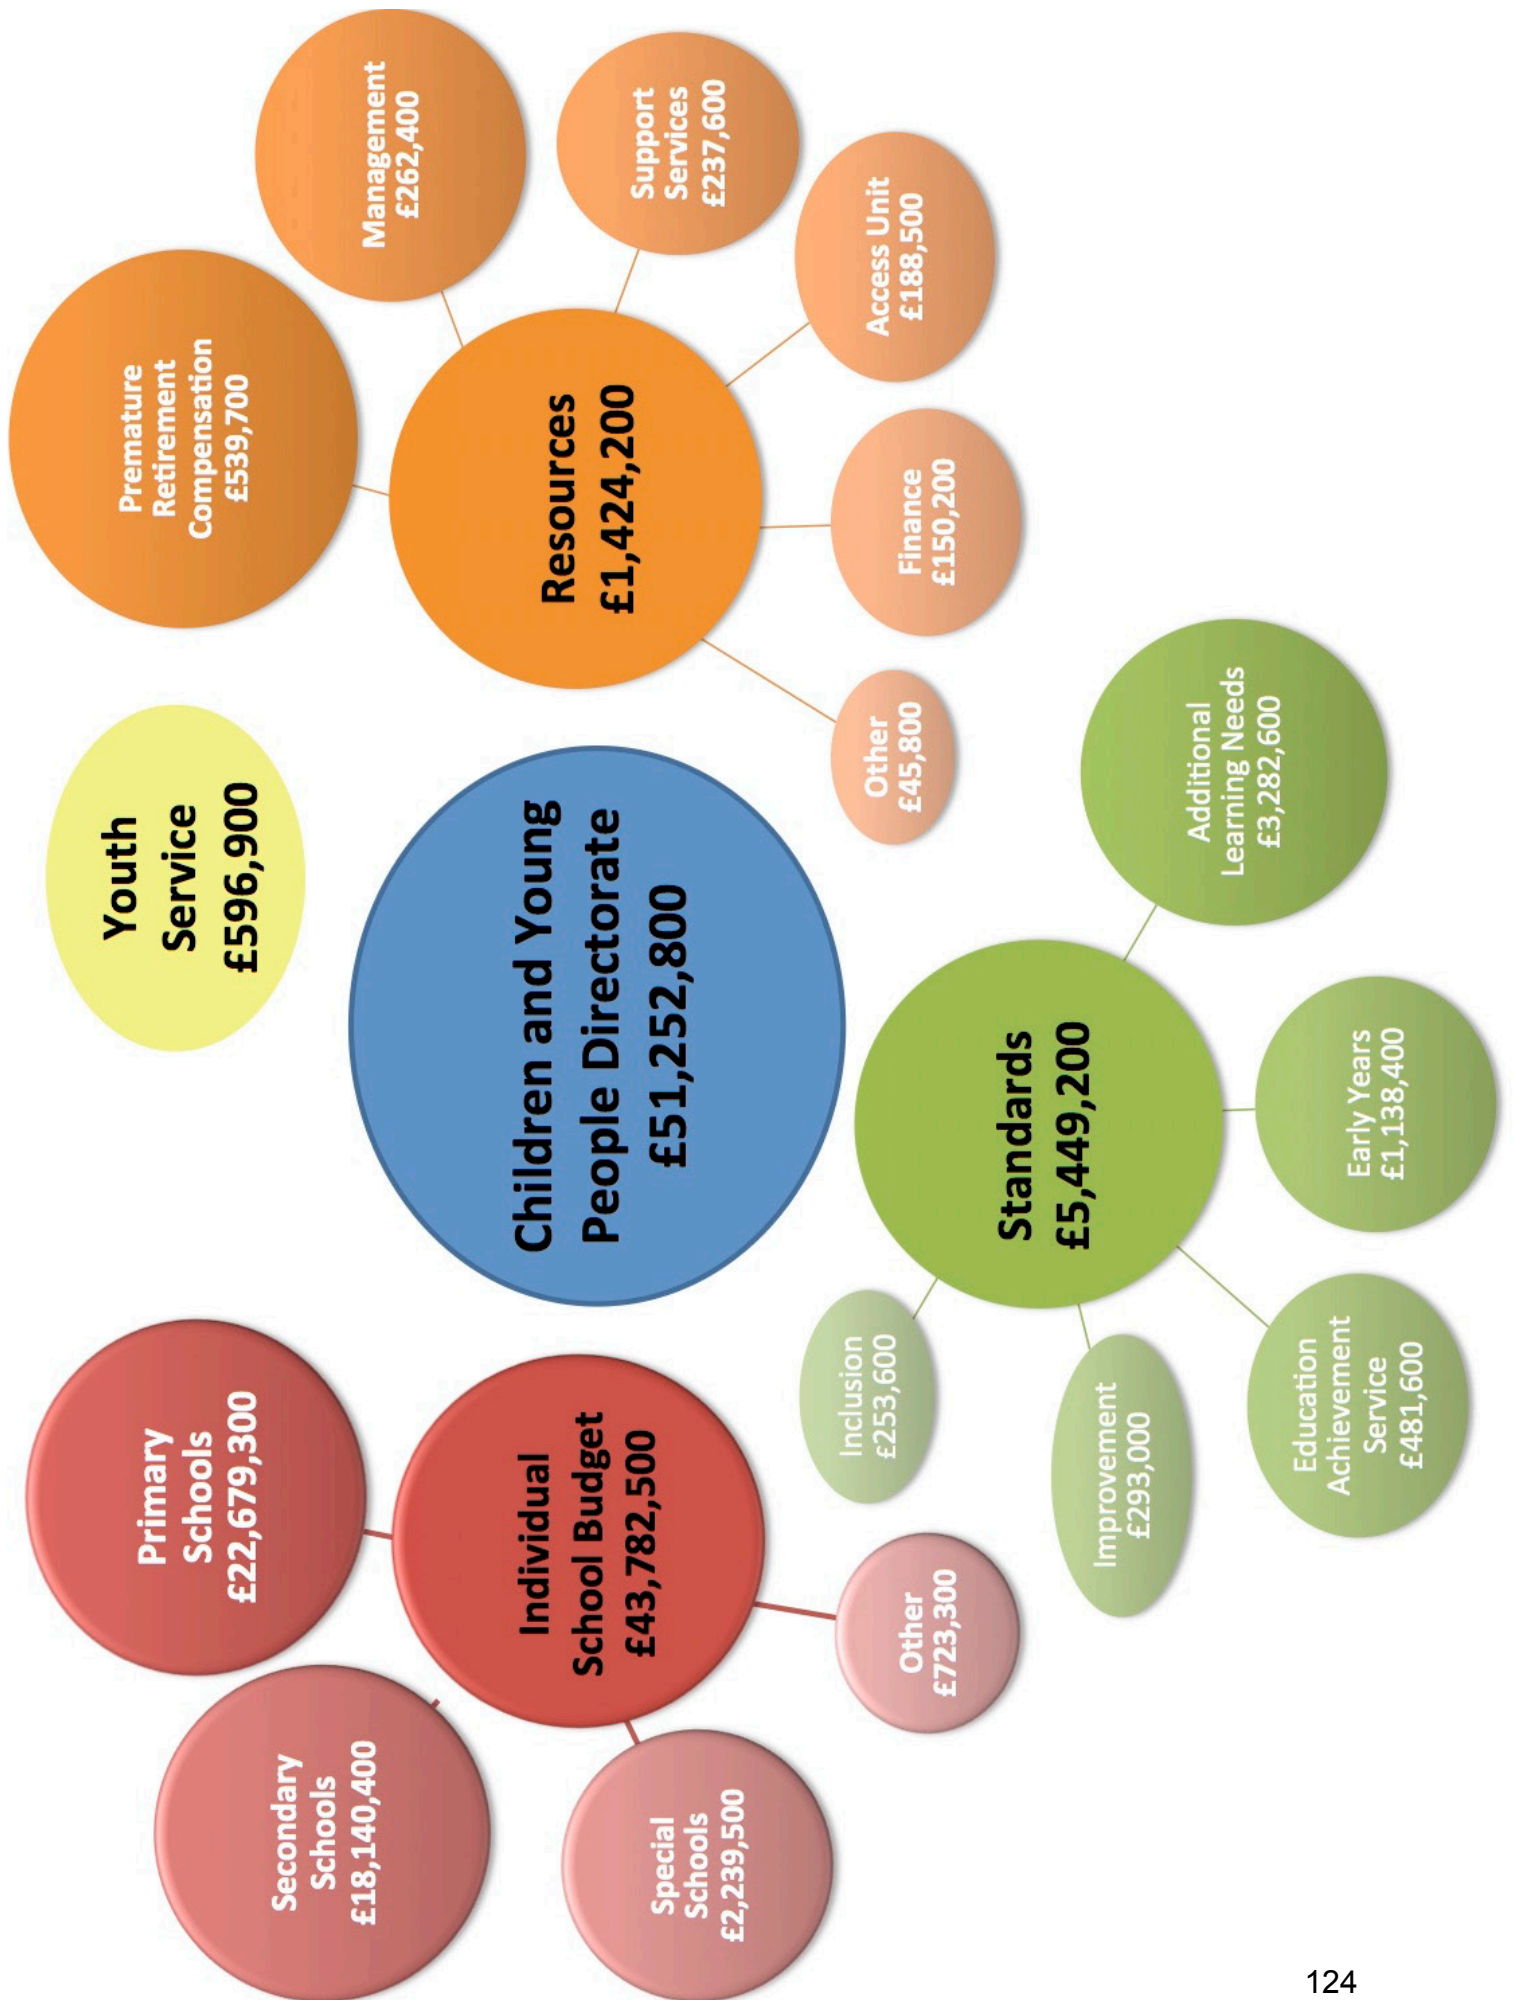 Primary
Schools
£22,679,300
Secondary
Schools
£18,140,400
Individual
School Budget
£43,782,500
Special
Schools
£2,239,500
Other
£723,300
Youth
Service
£596,900
Children and Young
People Directorate
£51,252,800
Premature
Retirement
Compensation
£539,700
Management
£262,400
Resources
£1,424,200
Support
Services
£237,600
Access Unit
£188,500
Finance
£150,200
Other
£45,800
Inclusion
£253,600
Standards
£5,449,200
Improvement
£293,000
Education
Achievement
Service
£481,600
Early Years
£1,138,400
Additional
Learning Needs
£3,282,600
124